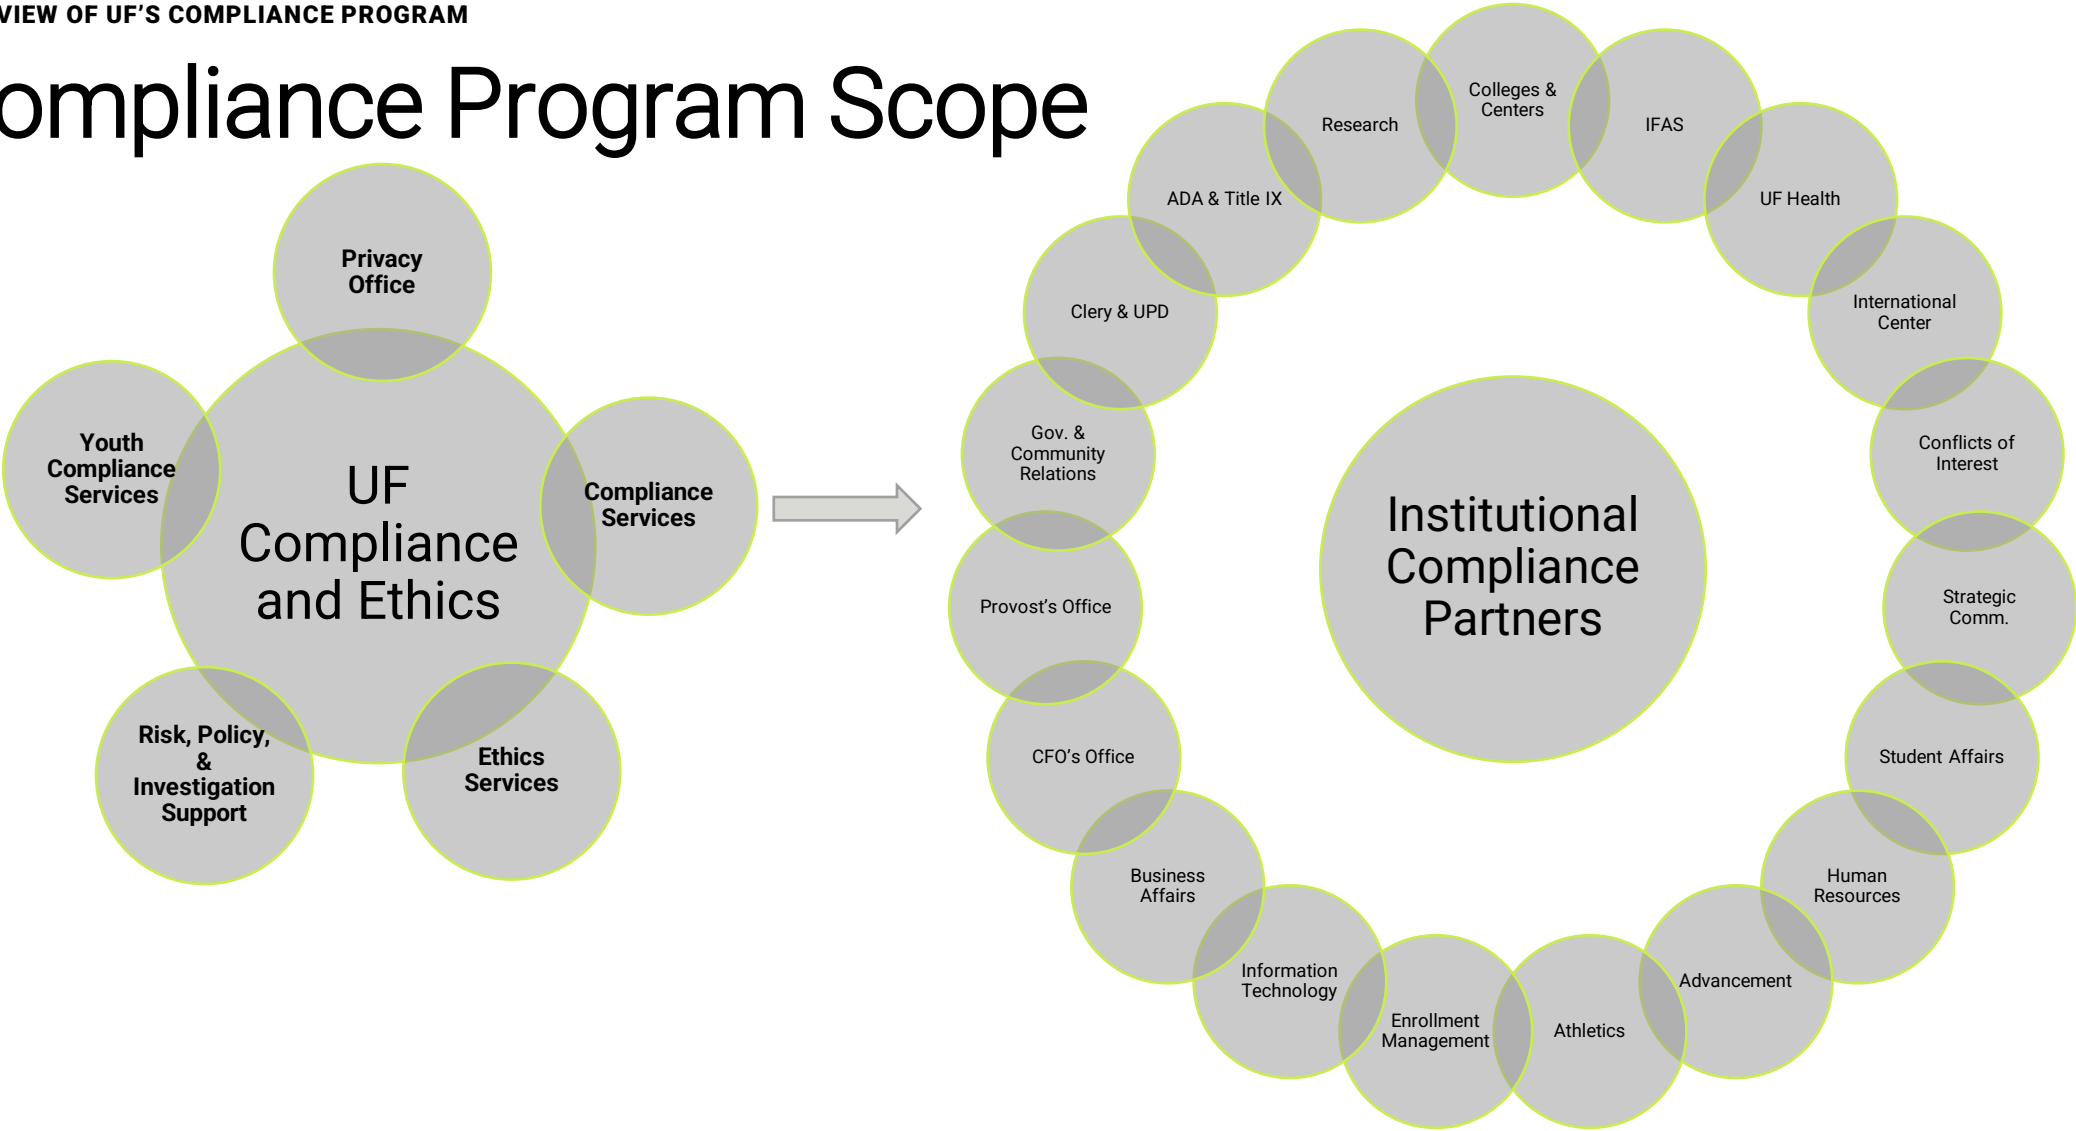 VIEW OF UF'S COMPLIANCE PROGRAM
ompliance Program Scope
Privacy
Office
Youth
Compliance
Services
UF
Compliance
and Ethics
Compliance
Services
Risk, Policy,
&
Investigation
Support
Ethics
Services
Colleges &
Centers
IFAS
UF Health
International
Center
Conflicts of
Interest
Strategic
Comm.
Student Affairs
Human
Resources
Advancement
Athletics
Enrollment
Management
Information
Technology
Business
Affairs
CFO's Office
Provost's Office
Gov. &
Community
Relations
Clery & UPD
ADA & Title IX
Research
Institutional
Compliance
Partners